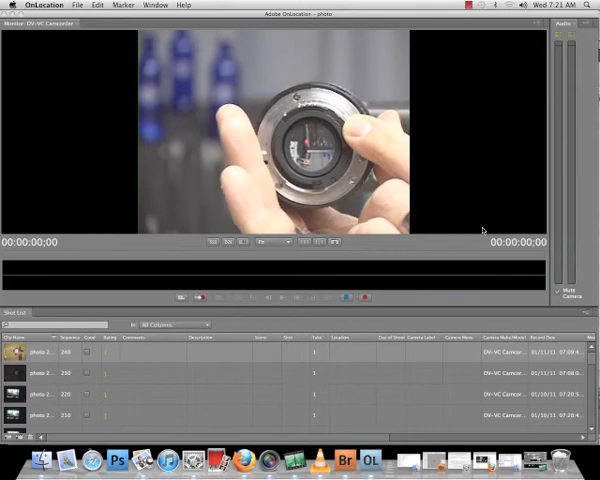 OnLocation File Edit Marker Window Help
Wed 7:21 AM
Adobe OnLocation - photo
Monitor: DV-VC Camcorder
Audio
00:00:00;00
Fit
00:00:00;00
Mute Camera
Shot List
In: All Columns
Clip Name Sequence Good Rating Comments Description Scene Shot Take Location Day of Shoot Camera Label Camera Memo Camera Make/Model Record Date
photo 2... 240 1 DV-VC Camcor... 01/11/11 07:09:4...
photo 2... 230 1 DV-VC Camcor... 01/11/11 07:08:0...
photo 2... 220 1 DV-VC Camcor... 01/10/11 07:20:5...
photo 2... 210 1 DV-VC Camcor... 01/10/11 07:20:4...
Ps Br OL